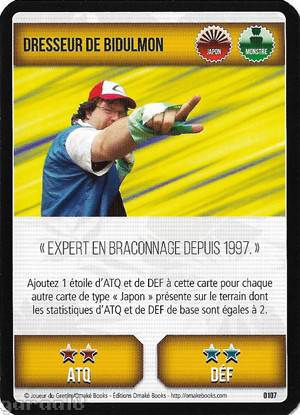 DRESSEUR DE BIDULMON
JAPON
MONSTRE
« EXPERT EN BRACONNAGE DEPUIS 1997. »
Ajoutez 1 étoile d'ATQ et de DEF à cette carte pour chaque
autre carte de type « Japon » présente sur le terrain dont
les statistiques d'ATQ et de DEF de base sont égales à 2.
ATQ
DÉF
© Joueur du Grenier/Omaké Books - Éditions Omaké Books - http://omakebooks.com/
0107